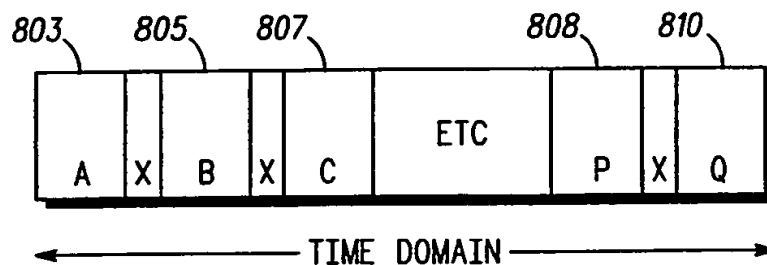 803 805 807 808 810
ETC
A X B X C P X Q
TIME DOMAIN